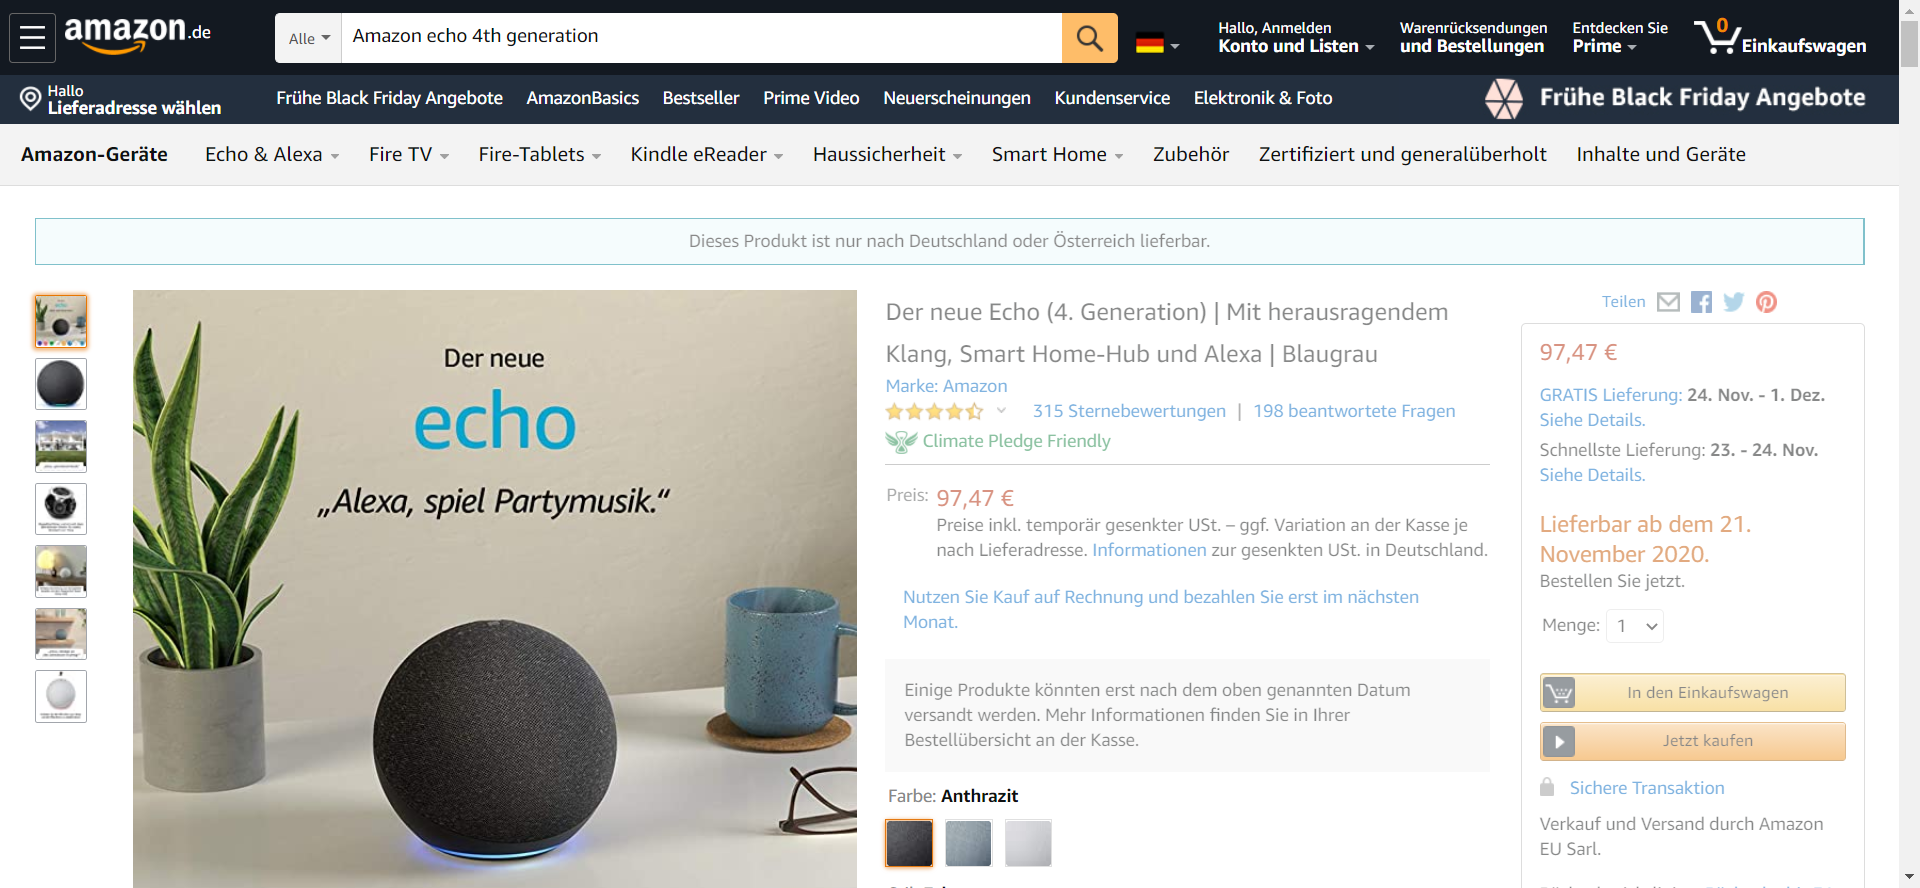 amazon.de
Alle
Amazon echo 4th generation
Hallo, Anmelden
Konto und Listen
Warenrücksendungen
und Bestellungen
Entdecken Sie
Prime
0
Einkaufswagen
Hallo
Lieferadresse wählen
Frühe Black Friday Angebote
AmazonBasics
Bestseller
Prime Video
Neuerscheinungen
Kundenservice
Elektronik & Foto
Frühe Black Friday Angebote
Amazon-Geräte
Echo & Alexa
Fire TV
Fire-Tablets
Kindle eReader
Haussicherheit
Smart Home
Zubehör
Zertifiziert und generalüberholt
Inhalte und Geräte
Dieses Produkt ist nur nach Deutschland oder Österreich lieferbar.
Der neue
echo
„Alexa, spiel Partymusik.“
Der neue Echo (4. Generation) | Mit herausragendem
Klang, Smart Home-Hub und Alexa | Blaugrau
Marke: Amazon
315 Sternebewertungen | 198 beantwortete Fragen
Climate Pledge Friendly
Preis: 97,47 €
Preise inkl. temporär gesenkter USt. – ggf. Variation an der Kasse je
nach Lieferadresse. Informationen zur gesenkten USt. in Deutschland.
Nutzen Sie Kauf auf Rechnung und bezahlen Sie erst im nächsten
Monat.
Einige Produkte könnten erst nach dem oben genannten Datum
versandt werden. Mehr Informationen finden Sie in Ihrer
Bestellübersicht an der Kasse.
Farbe: Anthrazit
Teilen
97,47 €
GRATIS Lieferung: 24. Nov. - 1. Dez.
Siehe Details.
Schnellste Lieferung: 23. - 24. Nov.
Siehe Details.
Lieferbar ab dem 21.
November 2020.
Bestellen Sie jetzt.
Menge: 1
In den Einkaufswagen
Jetzt kaufen
Sichere Transaktion
Verkauf und Versand durch Amazon
EU Sarl.